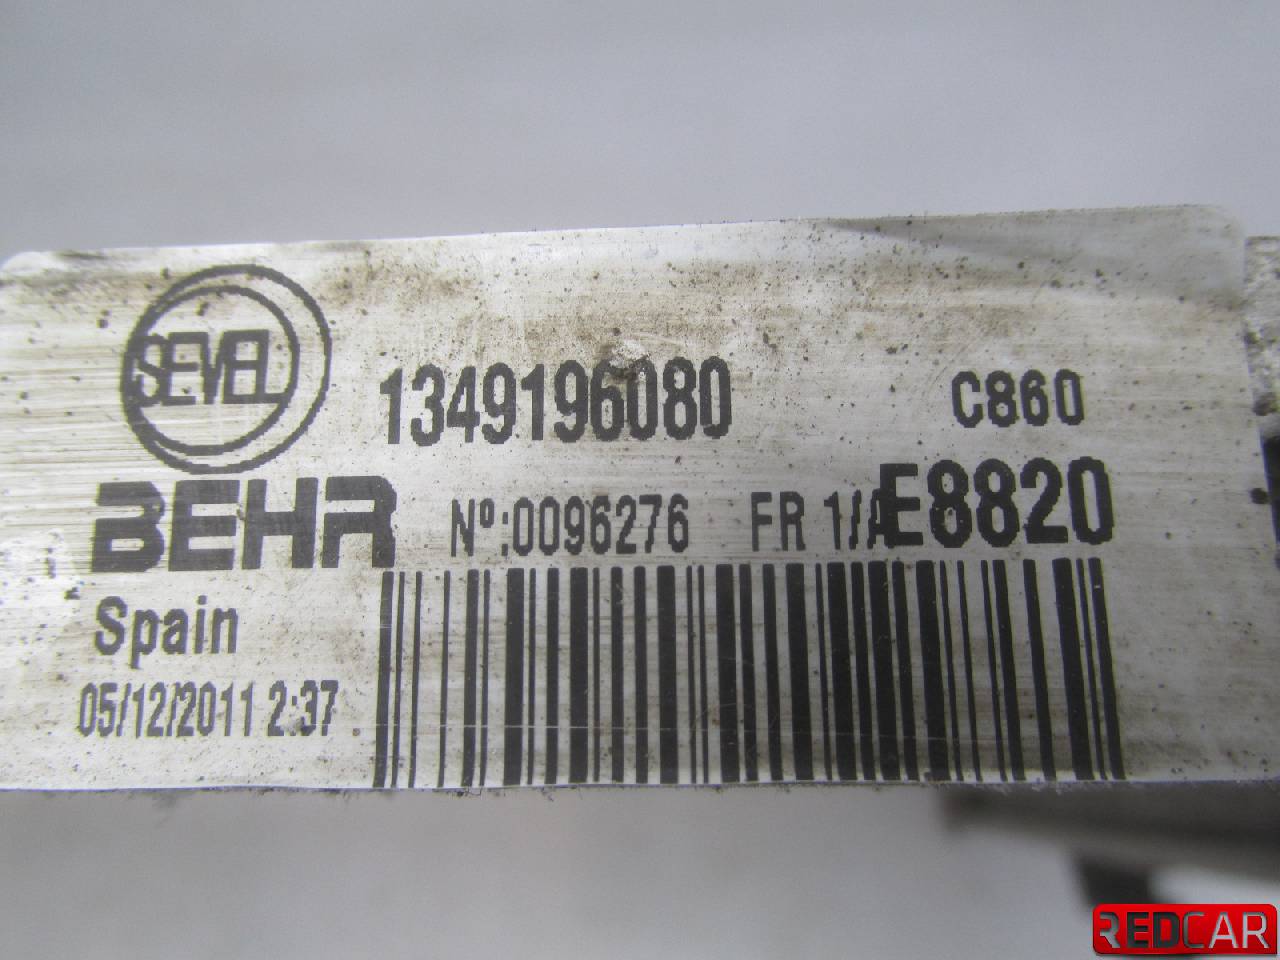 SEVEL
1349196080 C860
BEHR Nº:0096276 FR 1/A E8820
Spain
05/12/2011 2:37
REDCAR